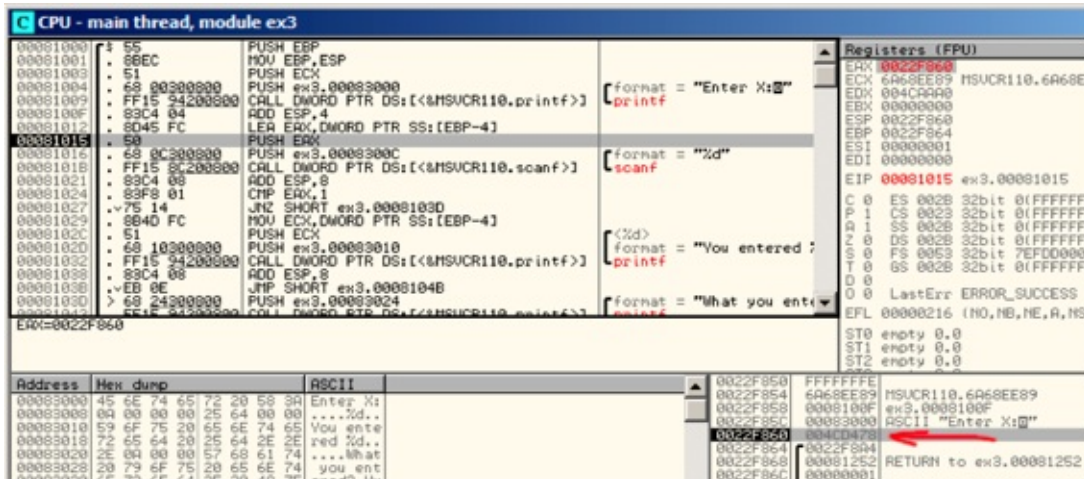 CPU - main thread, module ex3
00081000 $ 55 PUSH EBP
00081001 . 8BEC MOV EBP,ESP
00081003 . 51 PUSH ECX
00081004 . 68 00300800 PUSH ex3.00083000 format = "Enter X:
00081009 . FF15 94200800 CALL DWORD PTR DS:[<&MSVCR110.printf>] printf
0008100F . 83C4 04 ADD ESP,4
00081012 . 8D45 FC LEA EAX,DWORD PTR SS:[EBP-4]
00081015 . 50 PUSH EAX
00081016 . 68 0C300800 PUSH ex3.0008300C format = "%d"
0008101B . FF15 8C200800 CALL DWORD PTR DS:[<&MSVCR110.scanf>] scanf
00081021 . 83C4 08 ADD ESP,8
00081024 . 83F8 01 CMP EAX,1
00081027 . 75 14 JNZ SHORT ex3.0008103D
00081029 . 8B4D FC MOV ECX,DWORD PTR SS:[EBP-4]
0008102C . 51 PUSH ECX <%d>
0008102D . 68 10300800 PUSH ex3.00083010 format = "You entered
00081032 . FF15 94200800 CALL DWORD PTR DS:[<&MSVCR110.printf>] printf
00081038 . 83C4 08 ADD ESP,8
0008103B . EB 0E JMP SHORT ex3.0008104B
0008103D > 68 24300800 PUSH ex3.00083024 format = "What you ente
EAX=0022F860
Registers (FPU)
EAX 0022F860
ECX 6A68EE89 MSVCR110.6A68E
EDX
EBX 00000000
ESP 0022F860
EBP 0022F864
ESI 00000001
EDI 00000000
EIP 00081015 ex3.00081015
C 0 ES 002B 32bit 0(FFFFFF
P 1 CS 0023 32bit 0(FFFFFF
A 1 SS 002B 32bit 0(FFFFFF
Z 0 DS 002B 32bit 0(FFFFFF
S 0 FS 0053 32bit 7EFDD000
T 0 GS 002B 32bit 0(FFFFFF
D 0
O 0 LastErr ERROR_SUCCESS
EFL 00000216 (NO,NB,NE,A,NS
ST0 empty 0.0
ST1 empty 0.0
ST2 empty 0.0
Address Hex dump ASCII
00083000 45 6E 74 65 72 20 58 3A Enter X:
00083008 0A 00 00 00 25 64 00 00 ....%d..
00083010 59 6F 75 20 65 6E 74 65 You ente
00083018 72 65 64 20 25 64 2E 2E red %d..
00083020 2E 0A 00 00 57 68 61 74 ....What
00083028 20 79 6F 75 20 65 6E 74 you ent
0022F850 FFFFFFFE
0022F854 6A68EE89 MSVCR110.6A68EE89
0022F858 0008100F ex3.0008100F
0022F85C 00083000 ASCII "Enter X:
0022F860 004CD478
0022F864 0022F8A4
0022F868 00081252 RETURN to ex3.00081252
0022F86C 00000001